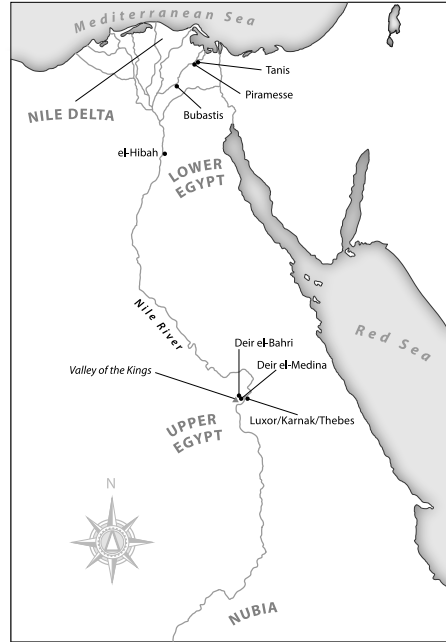 Mediterranean Sea
Tanis
Piramesse
NILE DELTA
Bubastis
el-Hibah
LOWER
EGYPT
Nile River
Red Sea
Deir el-Bahri
Deir el-Medina
Valley of the Kings
Luxor/Karnak/Thebes
UPPER
EGYPT
N
NUBIA